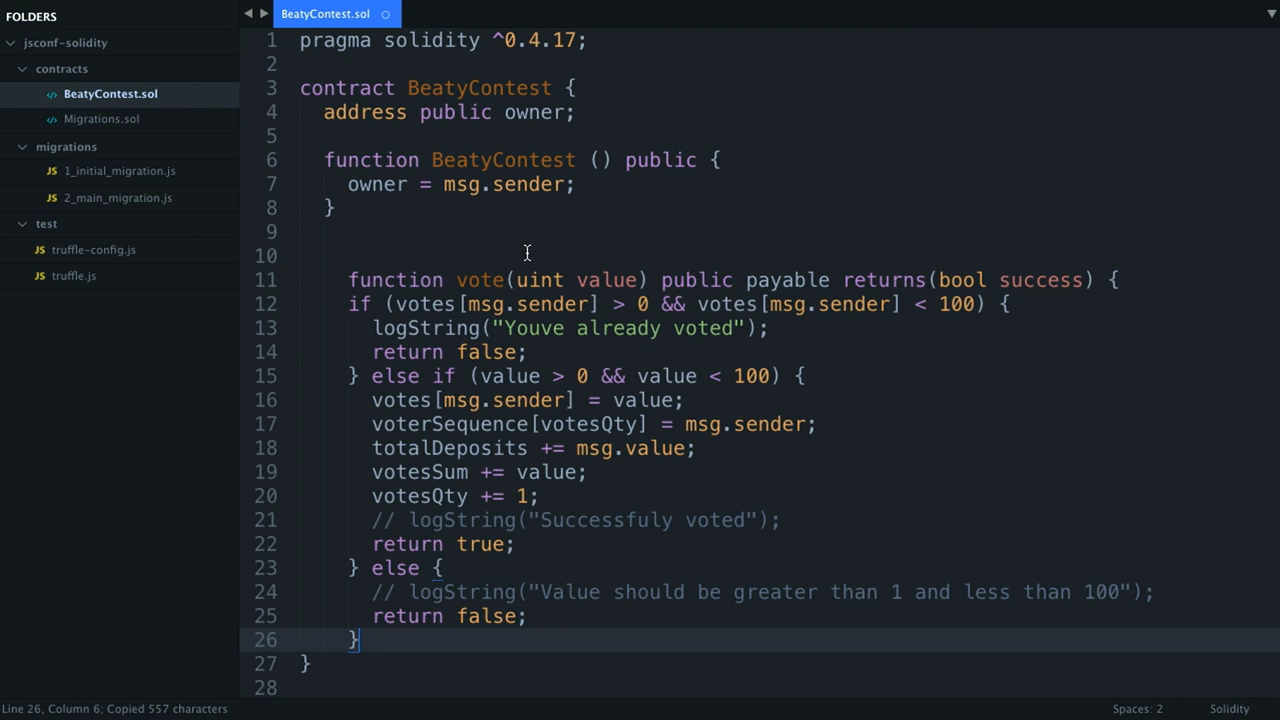 FOLDERS
jsconf-solidity
contracts
BeatyContest.sol
Migrations.sol
migrations
JS 1_initial_migration.js
JS 2_main_migration.js
test
JS truffle-config.js
JS truffle.js
BeatyContest.sol
1 pragma solidity ^0.4.17;
2
3 contract BeatyContest {
4 address public owner;
5
6 function BeatyContest () public {
7 owner = msg.sender;
8 }
9
10
11 function vote(uint value) public payable returns(bool success) {
12 if (votes[msg.sender] > 0 && votes[msg.sender] < 100) {
13 logString("Youve already voted");
14 return false;
15 } else if (value > 0 && value < 100) {
16 votes[msg.sender] = value;
17 voterSequence[votesQty] = msg.sender;
18 totalDeposits += msg.value;
19 votesSum += value;
20 votesQty += 1;
21 // logString("Successfuly voted");
22 return true;
23 } else {
24 // logString("Value should be greater than 1 and less than 100");
25 return false;
26 }
27 }
28
Line 26, Column 6; Copied 557 characters
Spaces: 2
Solidity